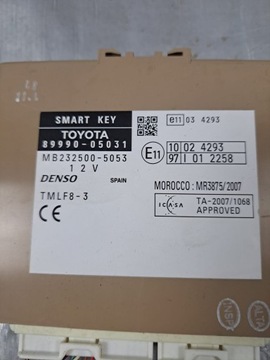 SMART KEY
TOYOTA
89990-05031
MB232500-5053
12V
DENSO SPAIN
TMLF8-3
e11 03 4293
E11
10 02 4293
97 I 01 2258
MOROCCO : MR3875/2007
ICASA
TA-2007/1068
APPROVED